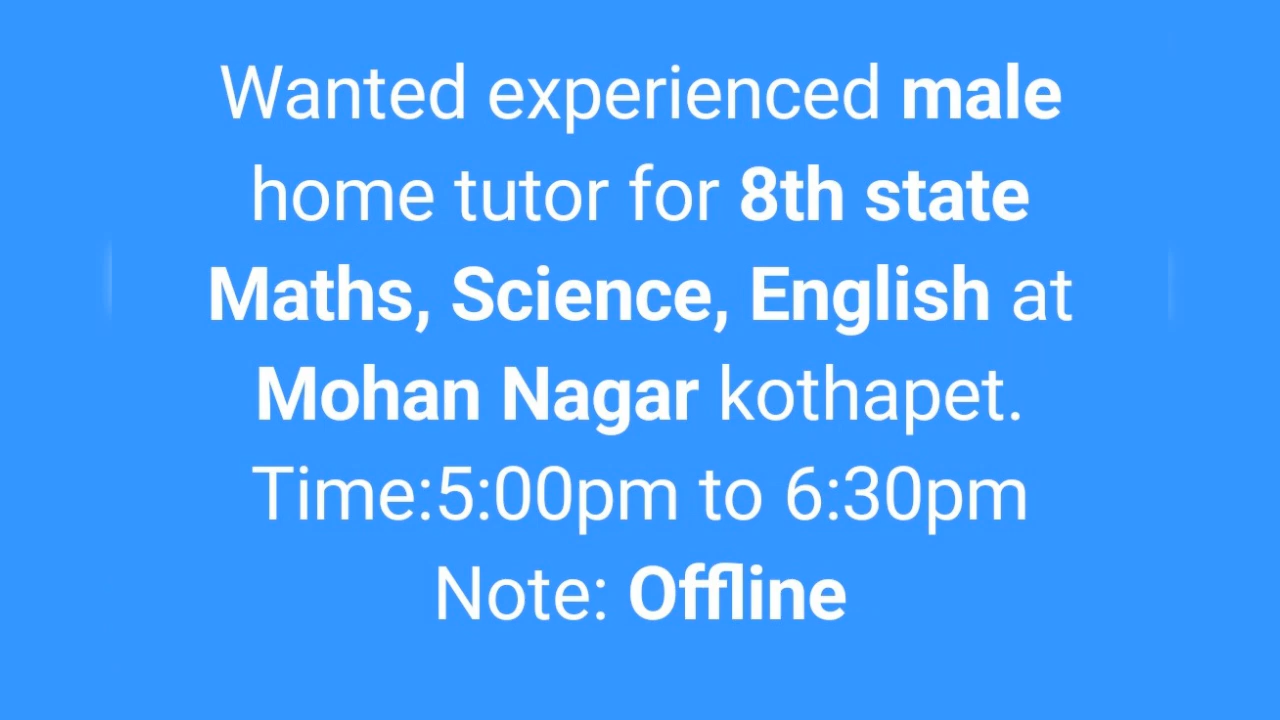 Wanted experienced male
home tutor for 8th state
Maths, Science, English at
Mohan Nagar kothapet.
Time:5:00pm to 6:30pm
Note: Offline